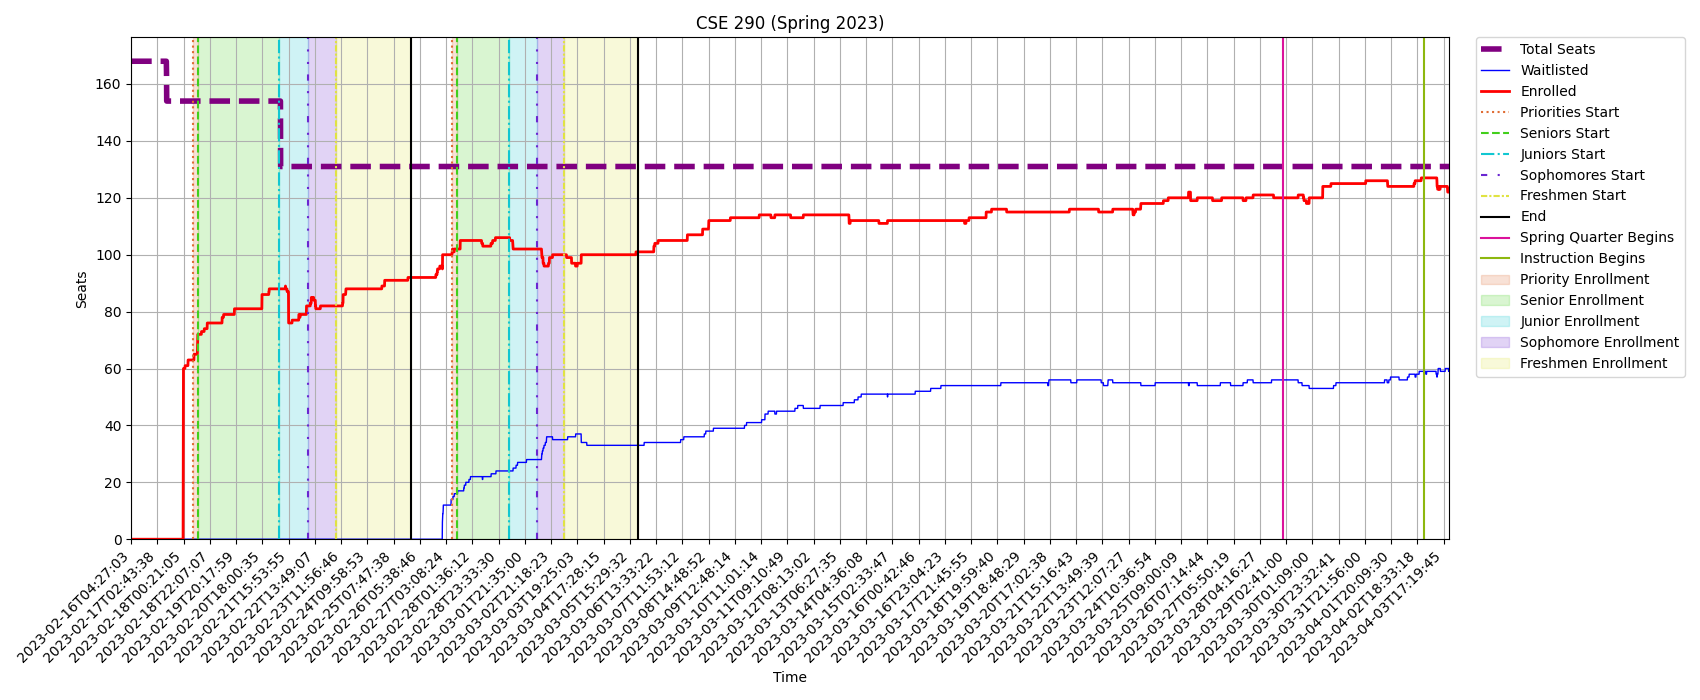 CSE 290 (Spring 2023)
Seats
160
140
120
100
80
60
40
20
0
2023-02-16T04:27:03
2023-02-17T02:43:38
2023-02-18T00:21:05
2023-02-18T22:07:07
2023-02-19T20:17:59
2023-02-20T18:00:35
2023-02-21T15:53:55
2023-02-22T13:49:07
2023-02-23T11:56:46
2023-02-24T09:58:53
2023-02-25T07:47:38
2023-02-26T05:38:46
2023-02-27T03:08:24
2023-02-28T01:36:12
2023-02-28T23:33:30
2023-03-01T21:35:00
2023-03-02T21:18:23
2023-03-03T19:25:03
2023-03-04T17:28:15
2023-03-05T15:29:32
2023-03-06T13:33:22
2023-03-07T11:53:12
2023-03-08T14:48:52
2023-03-09T12:48:14
2023-03-10T11:01:14
2023-03-11T09:10:49
2023-03-12T08:13:02
2023-03-13T06:27:35
2023-03-14T04:36:08
2023-03-15T02:33:47
2023-03-16T00:42:46
2023-03-16T23:04:23
2023-03-17T21:45:55
2023-03-18T19:59:40
2023-03-19T18:48:29
2023-03-20T17:02:38
2023-03-21T15:16:43
2023-03-22T13:49:39
2023-03-23T12:07:27
2023-03-24T10:36:54
2023-03-25T09:00:09
2023-03-26T07:14:44
2023-03-27T05:50:19
2023-03-28T04:16:27
2023-03-29T02:41:00
2023-03-30T01:09:00
2023-03-30T23:32:41
2023-03-31T21:56:00
2023-04-01T20:09:30
2023-04-02T18:33:18
2023-04-03T17:19:45
Time
Total Seats
Waitlisted
Enrolled
Priorities Start
Seniors Start
Juniors Start
Sophomores Start
Freshmen Start
End
Spring Quarter Begins
Instruction Begins
Priority Enrollment
Senior Enrollment
Junior Enrollment
Sophomore Enrollment
Freshmen Enrollment